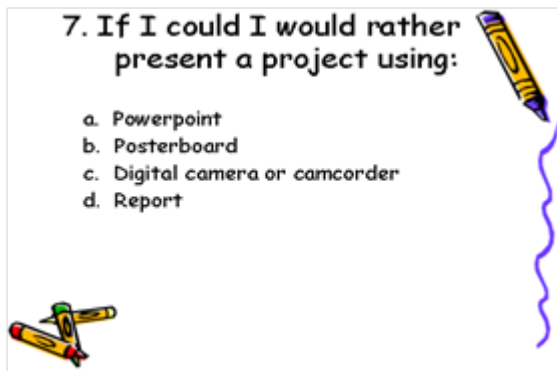 7. If I could I would rather
present a project using:
a. Powerpoint
b. Posterboard
c. Digital camera or camcorder
d. Report